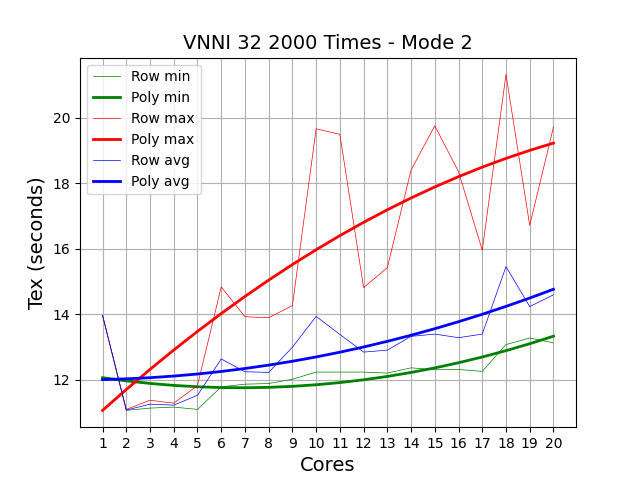 VNNI 32 2000 Times - Mode 2
Row min
Poly min
Row max
Poly max
Row avg
Poly avg
Tex (seconds)
20
18
16
14
12
1 2 3 4 5 6 7 8 9 10 11 12 13 14 15 16 17 18 19 20
Cores